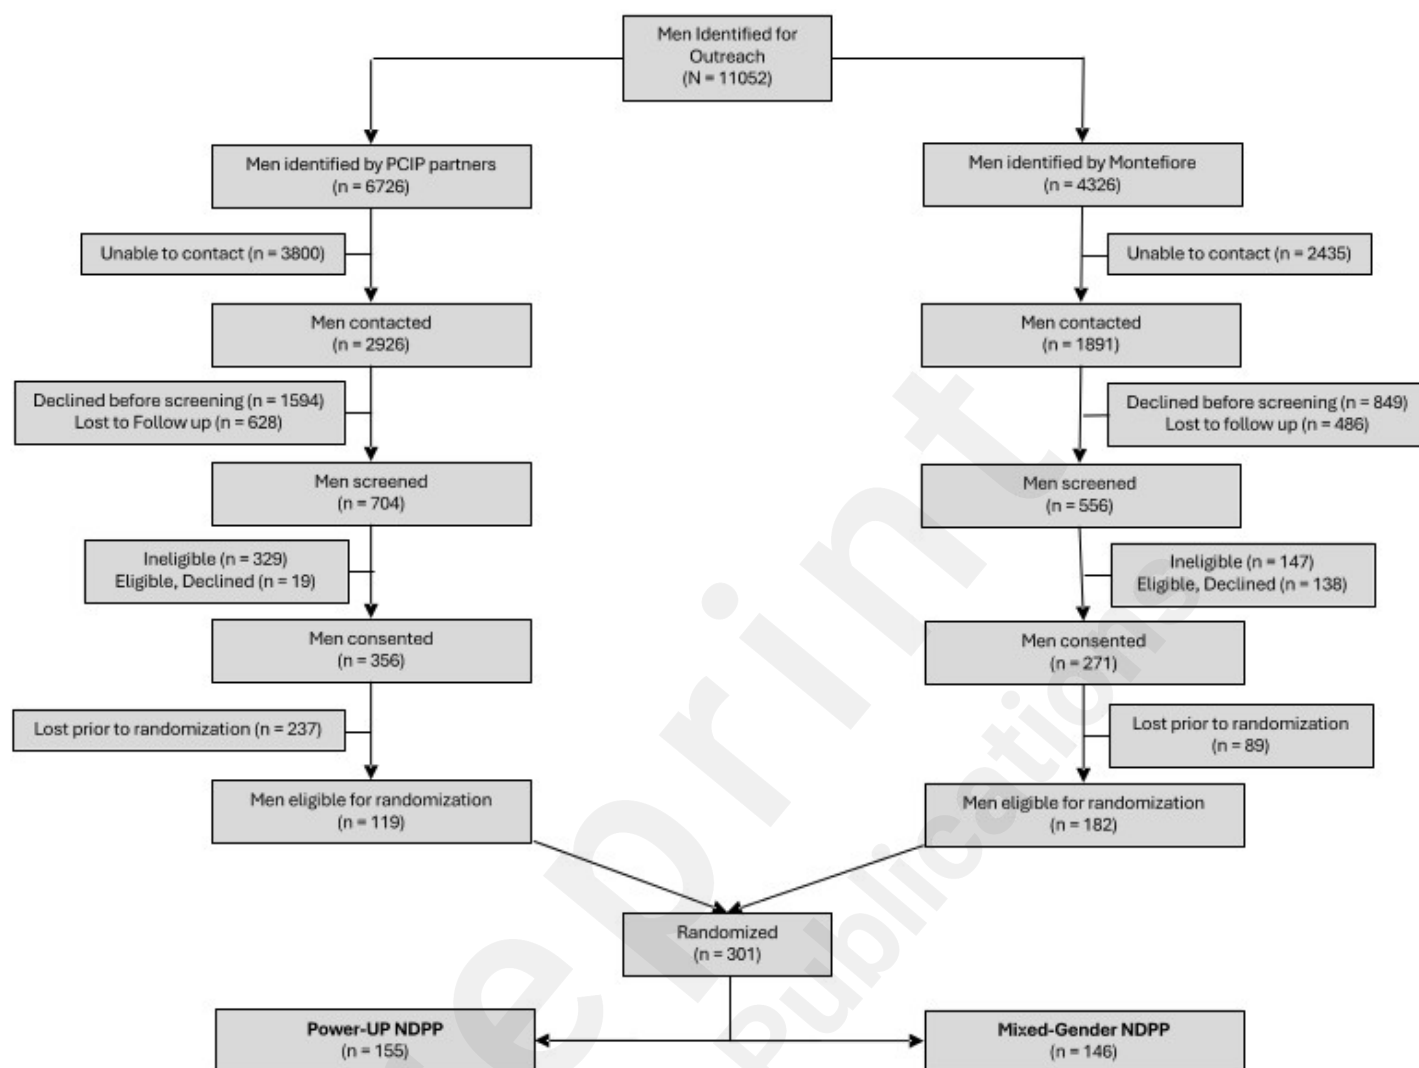 Men Identified for
Outreach
(N = 11052)
Men identified by PCIP partners
(n = 6726)
Men identified by Montefiore
(n = 4326)
Unable to contact (n = 3800)
Unable to contact (n = 2435)
Men contacted
(n = 2926)
Men contacted
(n = 1891)
Declined before screening (n = 1594)
Lost to Follow up (n = 628)
Declined before screening (n = 849)
Lost to follow up (n = 486)
Men screened
(n = 704)
Men screened
(n = 556)
Ineligible (n = 329)
Eligible, Declined (n = 19)
Ineligible (n = 147)
Eligible, Declined (n = 138)
Men consented
(n = 356)
Men consented
(n = 271)
Lost prior to randomization (n = 237)
Lost prior to randomization
(n = 89)
Men eligible for randomization
(n = 119)
Men eligible for randomization
(n = 182)
Randomized
(n = 301)
Power-UP NDPP
(n = 155)
Mixed-Gender NDPP
(n = 146)
eprint
Publications